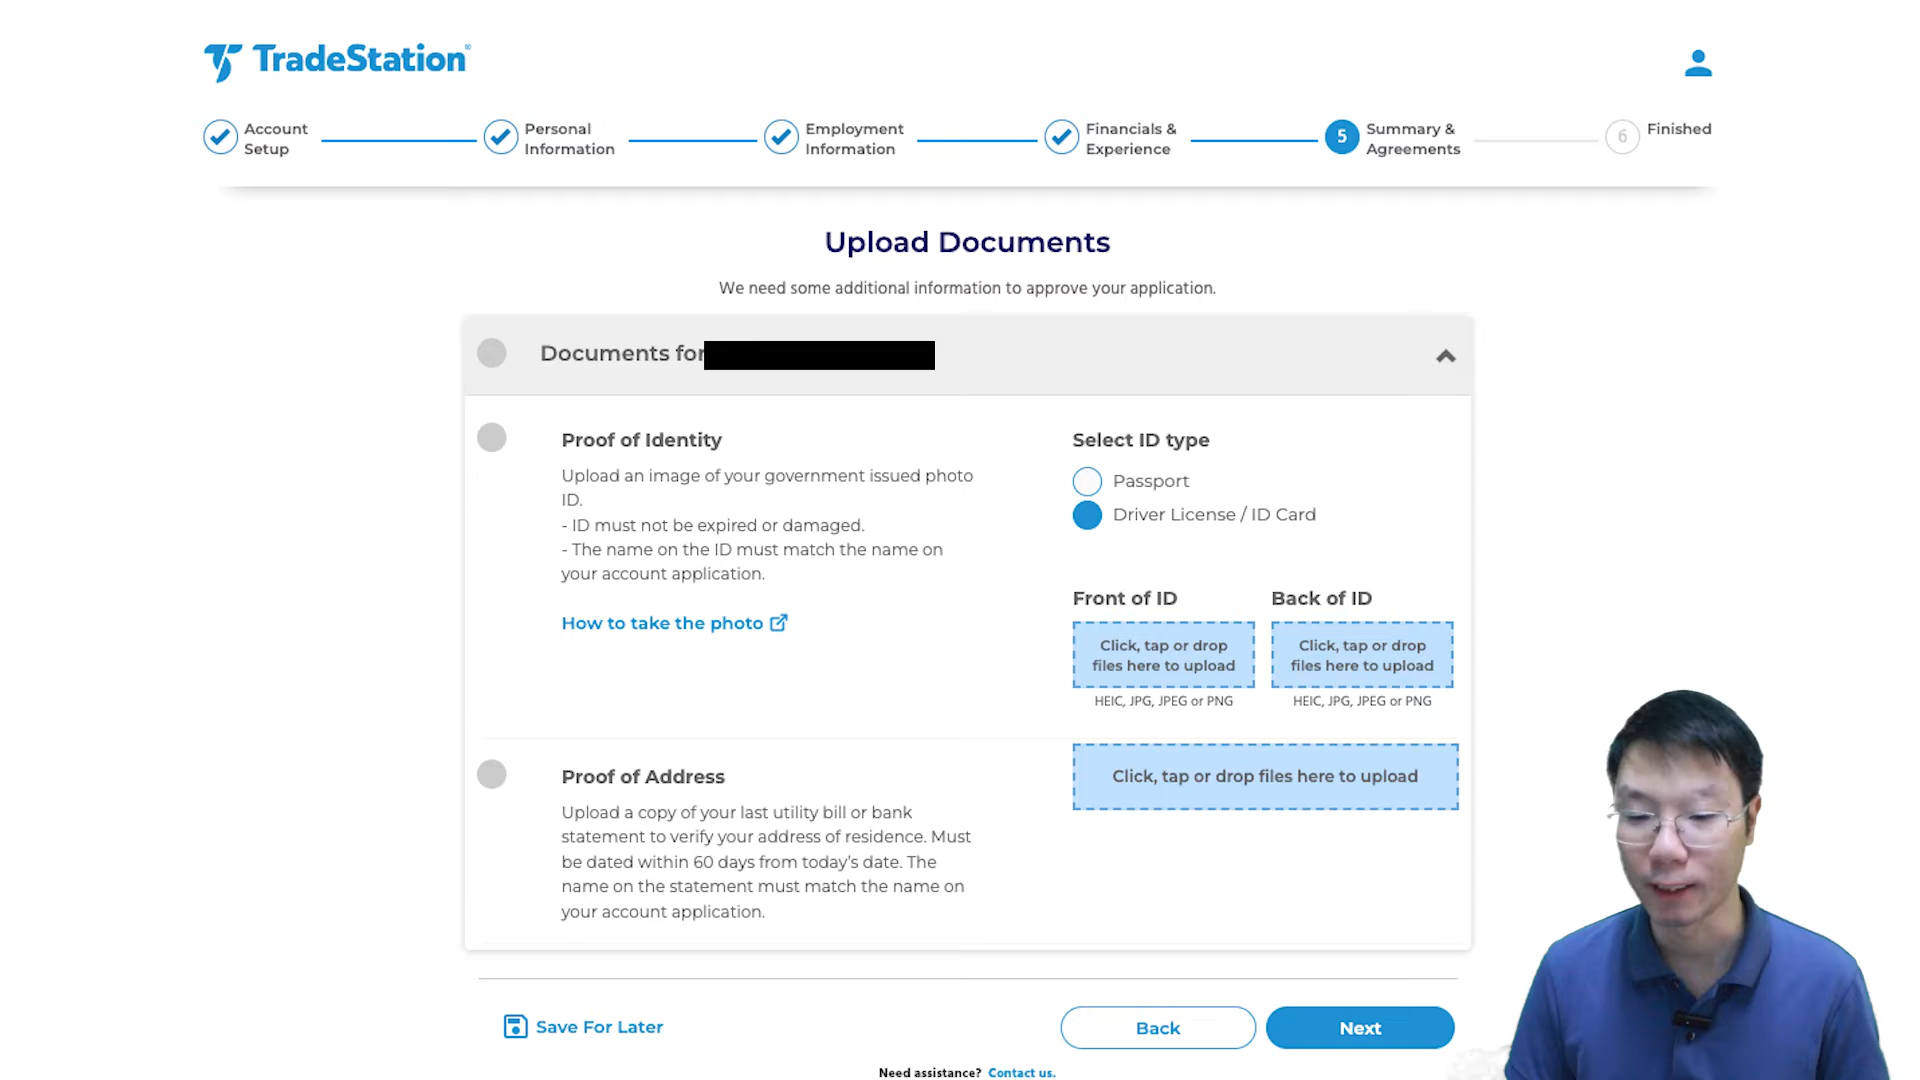 TradeStation®
Account
Setup
Personal
Information
Employment
Information
Financials &
Experience
5
Summary &
Agreements
6
Finished
Upload Documents
We need some additional information to approve your application.
Documents for
Proof of Identity
Upload an image of your government issued photo
ID.
- ID must not be expired or damaged.
- The name on the ID must match the name on
your account application.
How to take the photo
Select ID type
Passport
Driver License / ID Card
Front of ID
Back of ID
Click, tap or drop
files here to upload
Click, tap or drop
files here to upload
HEIC, JPG, JPEG or PNG
HEIC, JPG, JPEG or PNG
Proof of Address
Upload a copy of your last utility bill or bank
statement to verify your address of residence. Must
be dated within 60 days from today's date. The
name on the statement must match the name on
your account application.
Click, tap or drop files here to upload
Save For Later
Back
Next
Need assistance? Contact us.